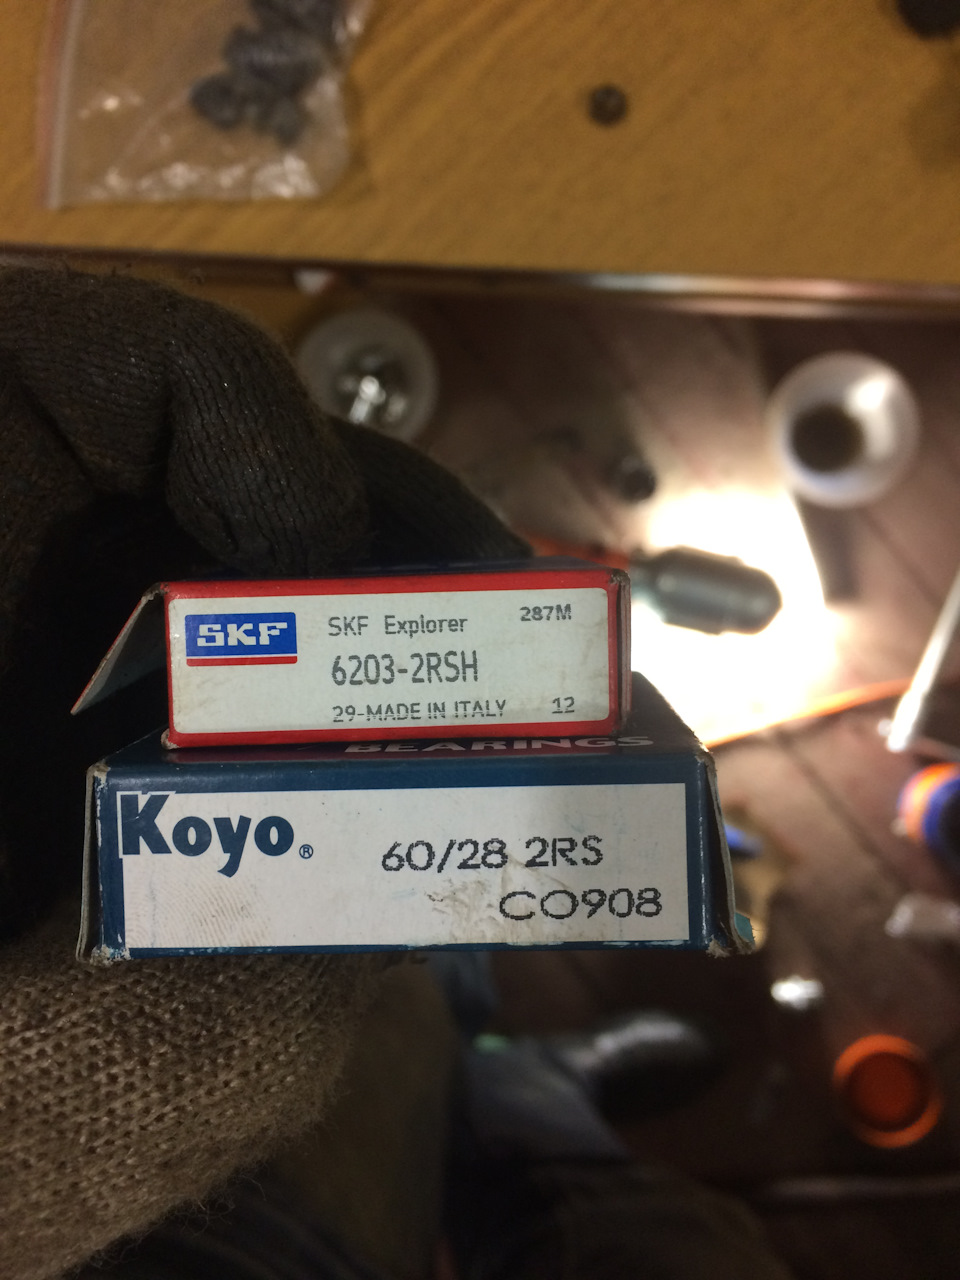 SKF
SKF Explorer
287M
6203-2RSH
29-MADE IN ITALY
12
BEARINGS
Koyo®
60/28 2RS
CO908